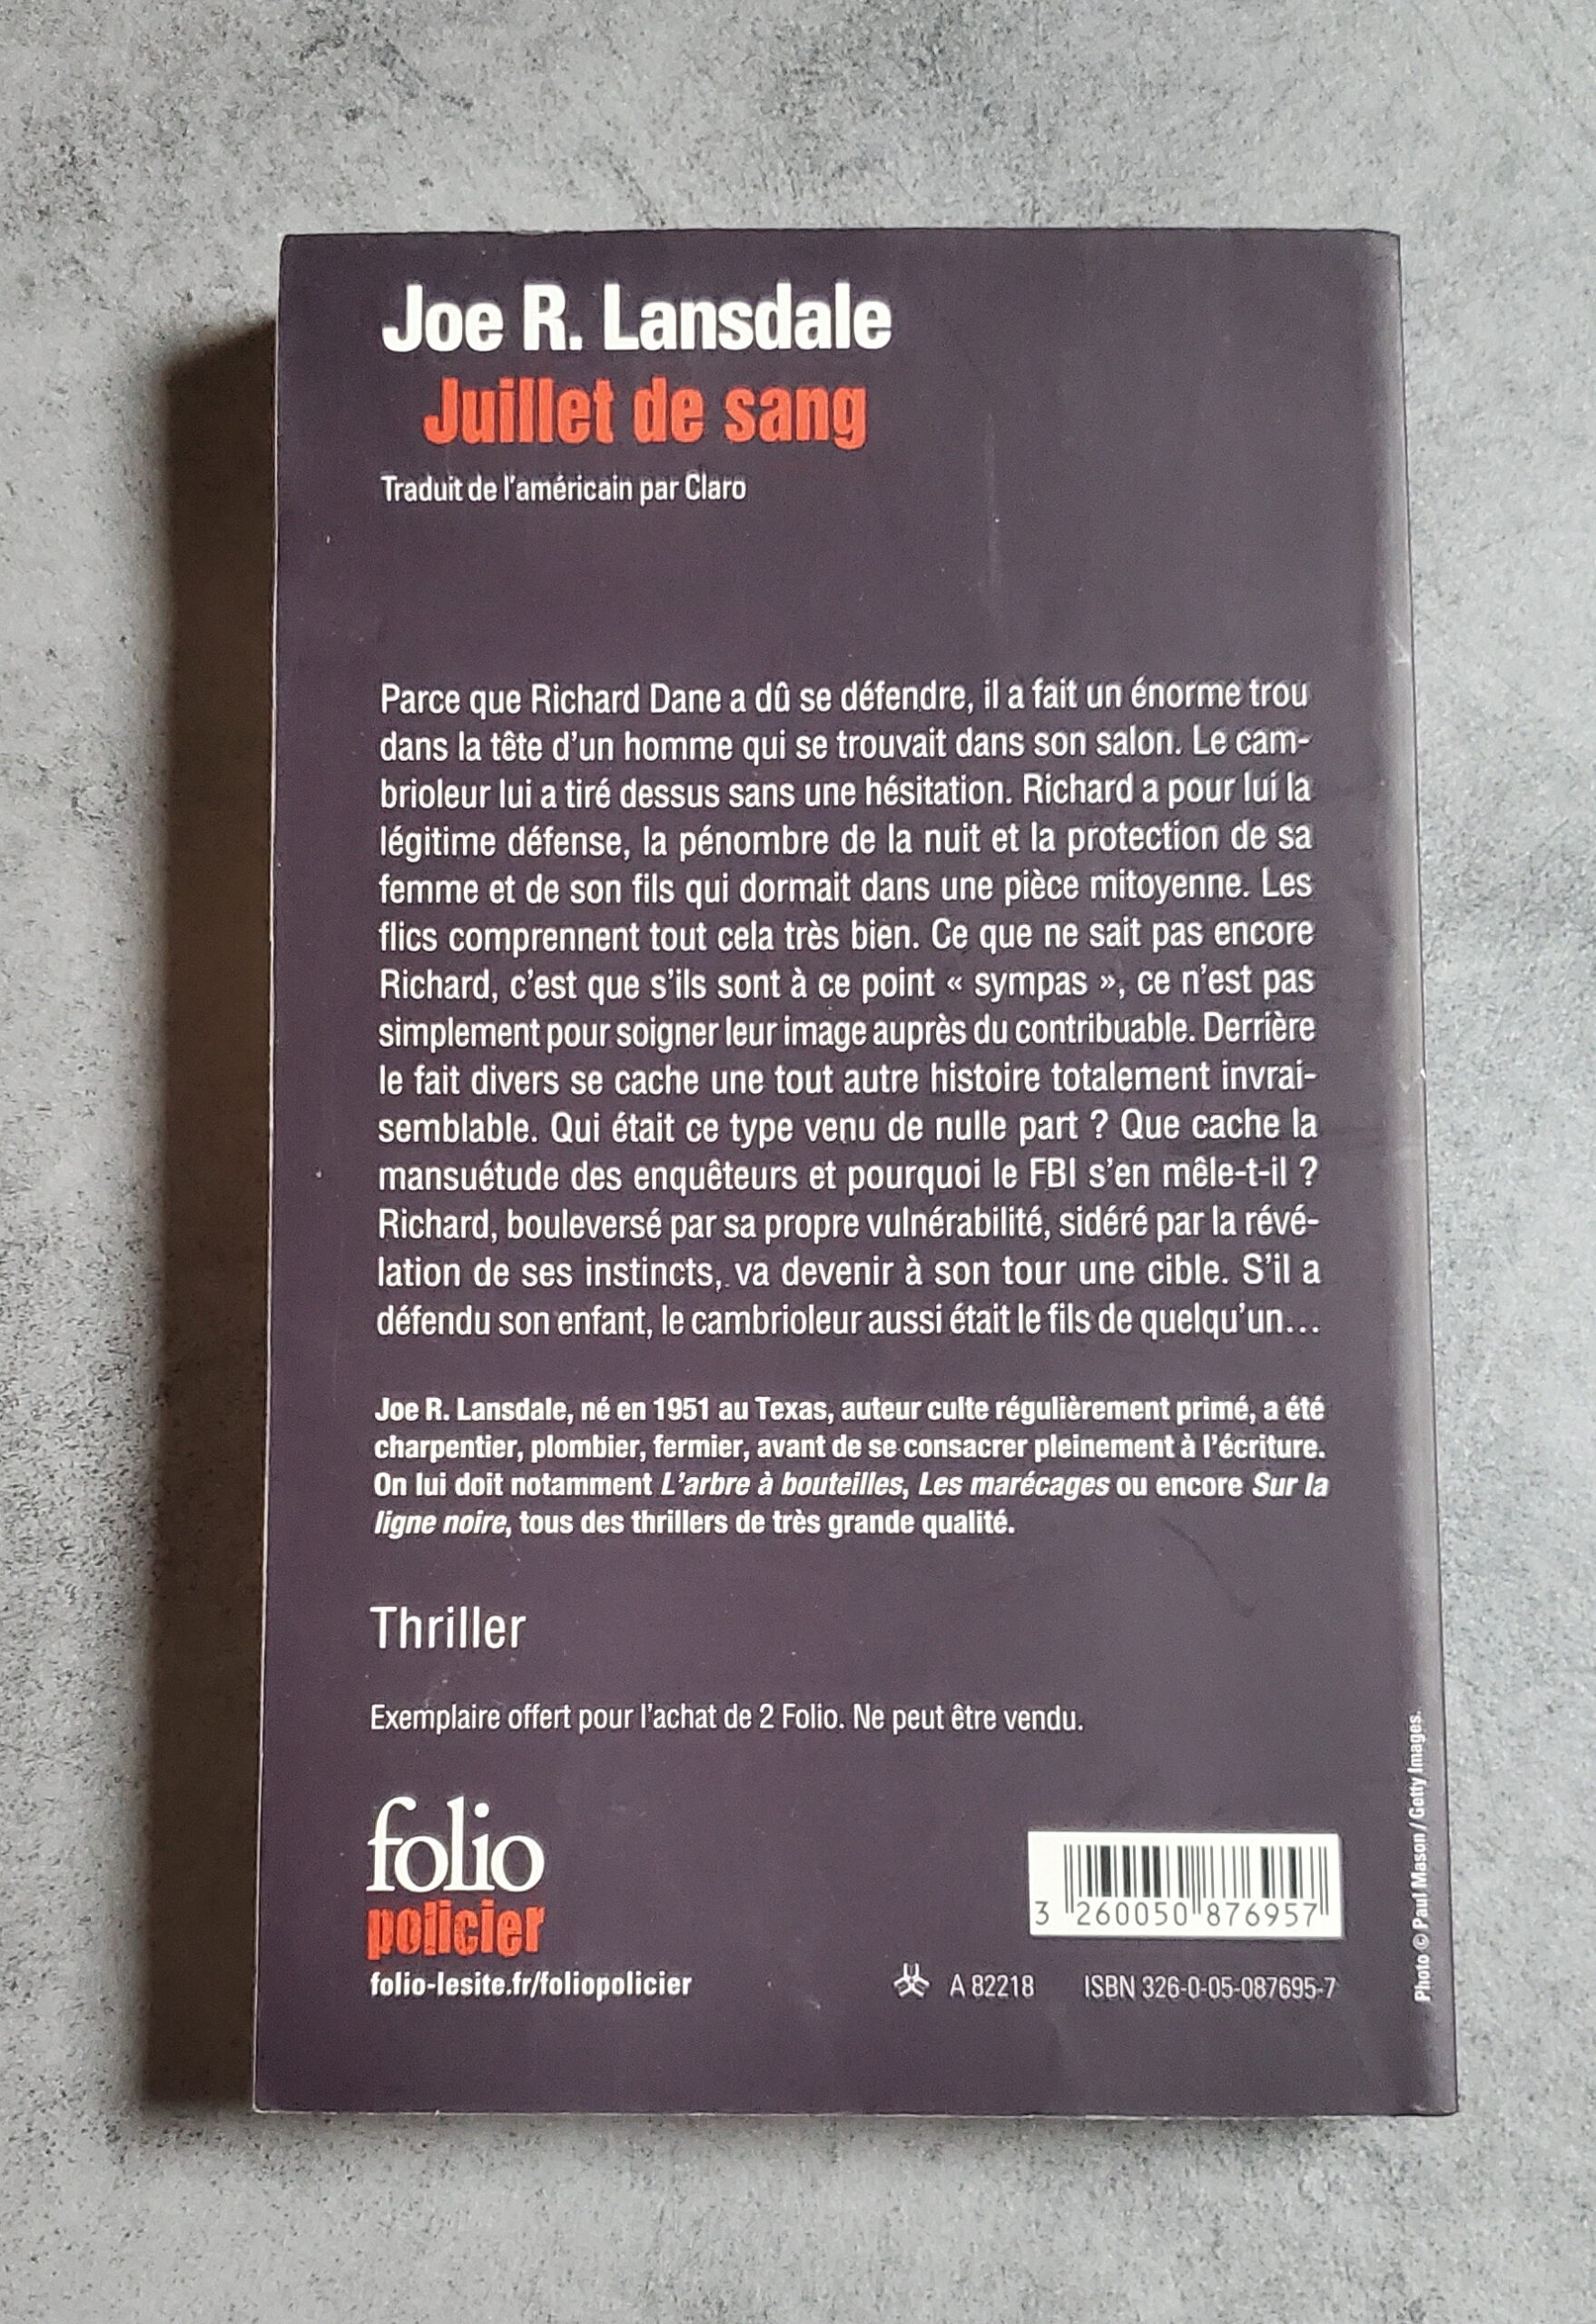 Joe R. Lansdale
Juillet de sang
Traduit de l'américain par Claro
Parce que Richard Dane a dû se défendre, il a fait un énorme trou
dans la tête d'un homme qui se trouvait dans son salon. Le cam-
brioleur lui a tiré dessus sans une hésitation. Richard a pour lui la
légitime défense, la pénombre de la nuit et la protection de sa
femme et de son fils qui dormait dans une pièce mitoyenne. Les
flics comprennent tout cela très bien. Ce que ne sait pas encore
Richard, c'est que s'ils sont à ce point « sympas », ce n'est pas
simplement pour soigner leur image auprès du contribuable. Derrière
le fait divers se cache une tout autre histoire totalement invrai-
semblable. Qui était ce type venu de nulle part ? Que cache la
mansuétude des enquêteurs et pourquoi le FBI s'en mêle-t-il ?
Richard, bouleversé par sa propre vulnérabilité, sidéré par la révé-
lation de ses instincts, va devenir à son tour une cible. S'il a
défendu son enfant, le cambrioleur aussi était le fils de quelqu'un…
Joe R. Lansdale, né en 1951 au Texas, auteur culte régulièrement primé, a été
charpentier, plombier, fermier, avant de se consacrer pleinement à l'écriture.
On lui doit notamment L'arbre à bouteilles, Les marécages ou encore Sur la
ligne noire, tous des thrillers de très grande qualité.
Thriller
Exemplaire offert pour l'achat de 2 Folio. Ne peut être vendu.
folio
policier
folio-lesite.fr/foliopolicier
3 260050 876957
A 82218 ISBN 326-0-05-087695-7
Photo © Paul Mason / Getty Images.